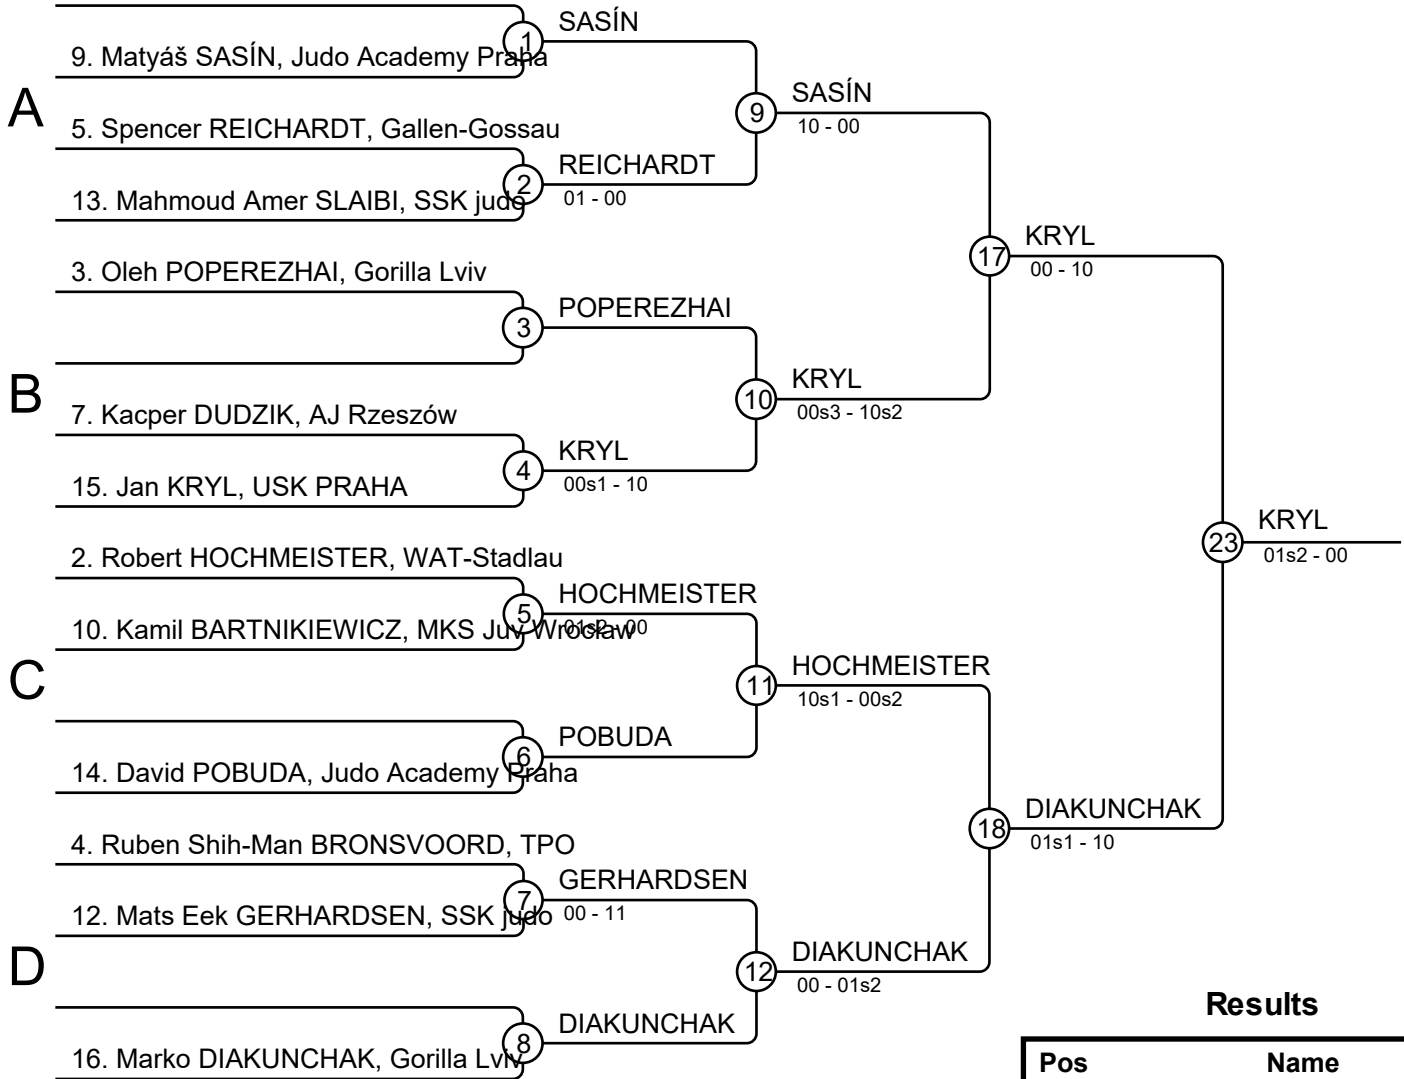 SASÍN
1
9. Matyáš SASÍN, Judo Academy Praha
A
SASÍN
9
10 - 00
5. Spencer REICHARDT, Gallen-Gossau
REICHARDT
2
01 - 00
13. Mahmoud Amer SLAIBI, SSK judo
KRYL
17
00 - 10
3. Oleh POPEREZHAI, Gorilla Lviv
POPEREZHAI
3
B
KRYL
10
00s3 - 10s2
7. Kacper DUDZIK, AJ Rzeszów
KRYL
4
00s1 - 10
15. Jan KRYL, USK PRAHA
KRYL
23
01s2 - 00
2. Robert HOCHMEISTER, WAT-Stadlau
HOCHMEISTER
5
01s2 - 00
10. Kamil BARTNIKIEWICZ, MKS Juv Wrocław
C
HOCHMEISTER
11
10s1 - 00s2
POBUDA
6
14. David POBUDA, Judo Academy Praha
DIAKUNCHAK
18
01s1 - 10
4. Ruben Shih-Man BRONSVOORD, TPO
GERHARDSEN
7
00 - 11
12. Mats Eek GERHARDSEN, SSK judo
D
DIAKUNCHAK
12
00 - 01s2
DIAKUNCHAK
8
16. Marko DIAKUNCHAK, Gorilla Lviv
Results
Pos Name